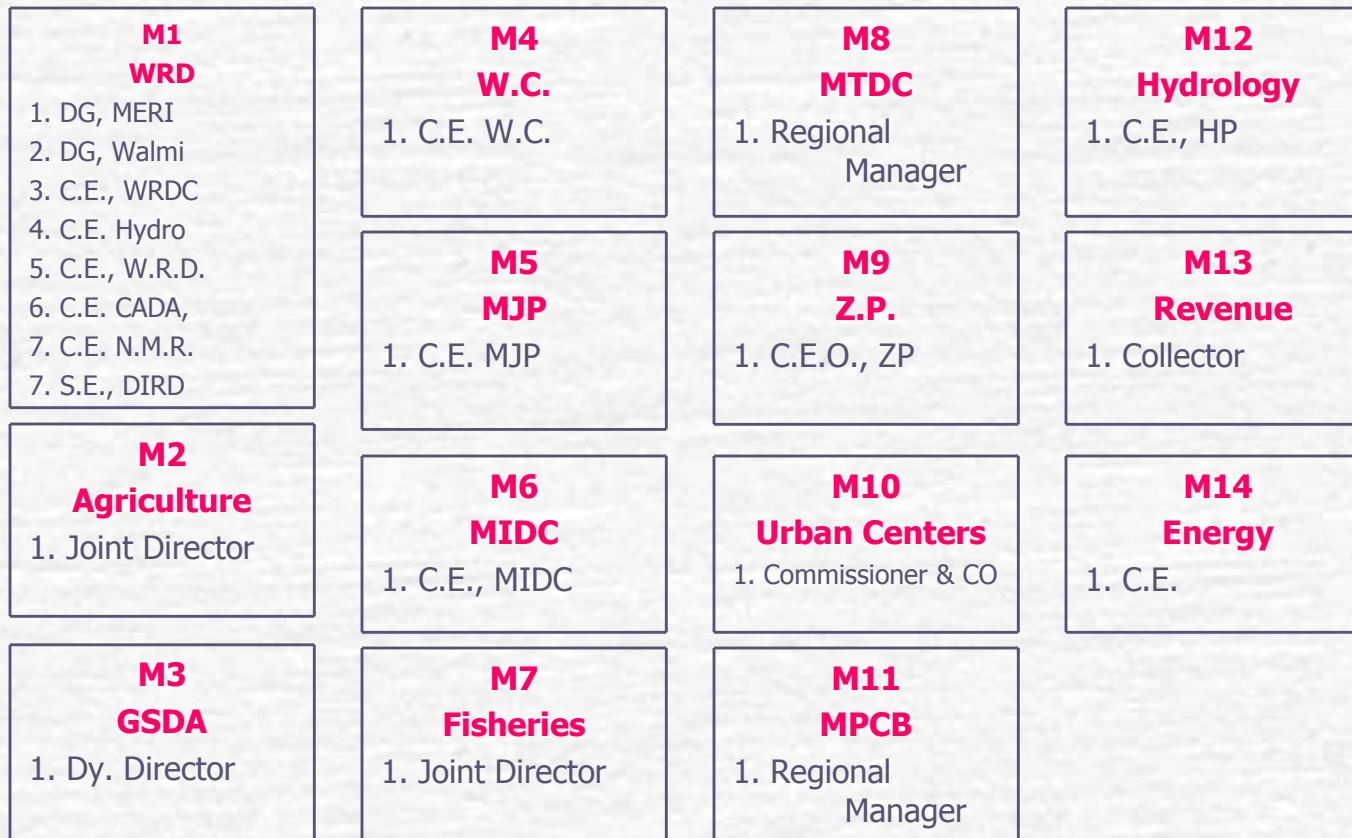 M1
WRD
1. DG, MERI
2. DG, Walmi
3. C.E., WRDC
4. C.E. Hydro
5. C.E., W.R.D.
6. C.E. CADA,
7. C.E. N.M.R.
7. S.E., DIRD
M2
Agriculture
1. Joint Director
M3
GSDA
1. Dy. Director
M4
W.C.
1. C.E. W.C.
M5
MJP
1. C.E. MJP
M6
MIDC
1. C.E., MIDC
M7
Fisheries
1. Joint Director
M8
MTDC
1. Regional
Manager
M9
Z.P.
1. C.E.O., ZP
M10
Urban Centers
1. Commissioner & CO
M11
MPCB
1. Regional
Manager
M12
Hydrology
1. C.E., HP
M13
Revenue
1. Collector
M14
Energy
1. C.E.